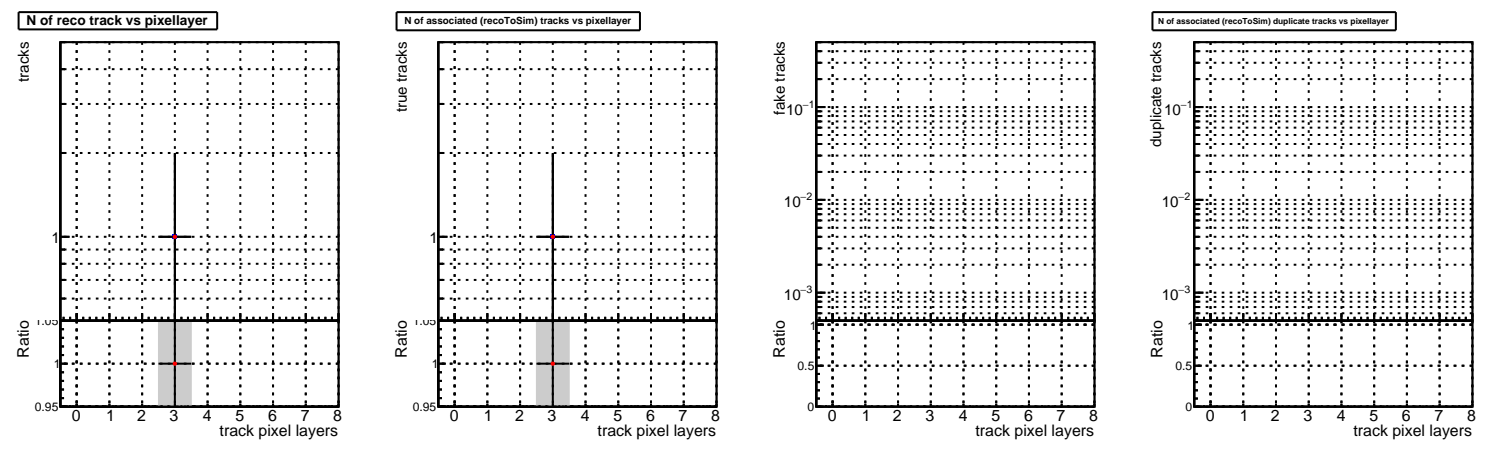 N of reco track vs pixellayer
tracks
1
Ratio
1.05
1
0.95
0 1 2 3 4 5 6 7 8
track pixel layers
N of associated (recoToSim) tracks vs pixellayer
true tracks
1
Ratio
1.05
1
0.95
0 1 2 3 4 5 6 7 8
track pixel layers
fake tracks
10−1
10−2
10−3
Ratio
1
0.5
0
0 1 2 3 4 5 6 7 8
track pixel layers
N of associated (recoToSim) duplicate tracks vs pixellayer
duplicate tracks
10−1
10−2
10−3
Ratio
1
0.5
0
0 1 2 3 4 5 6 7 8
track pixel layers